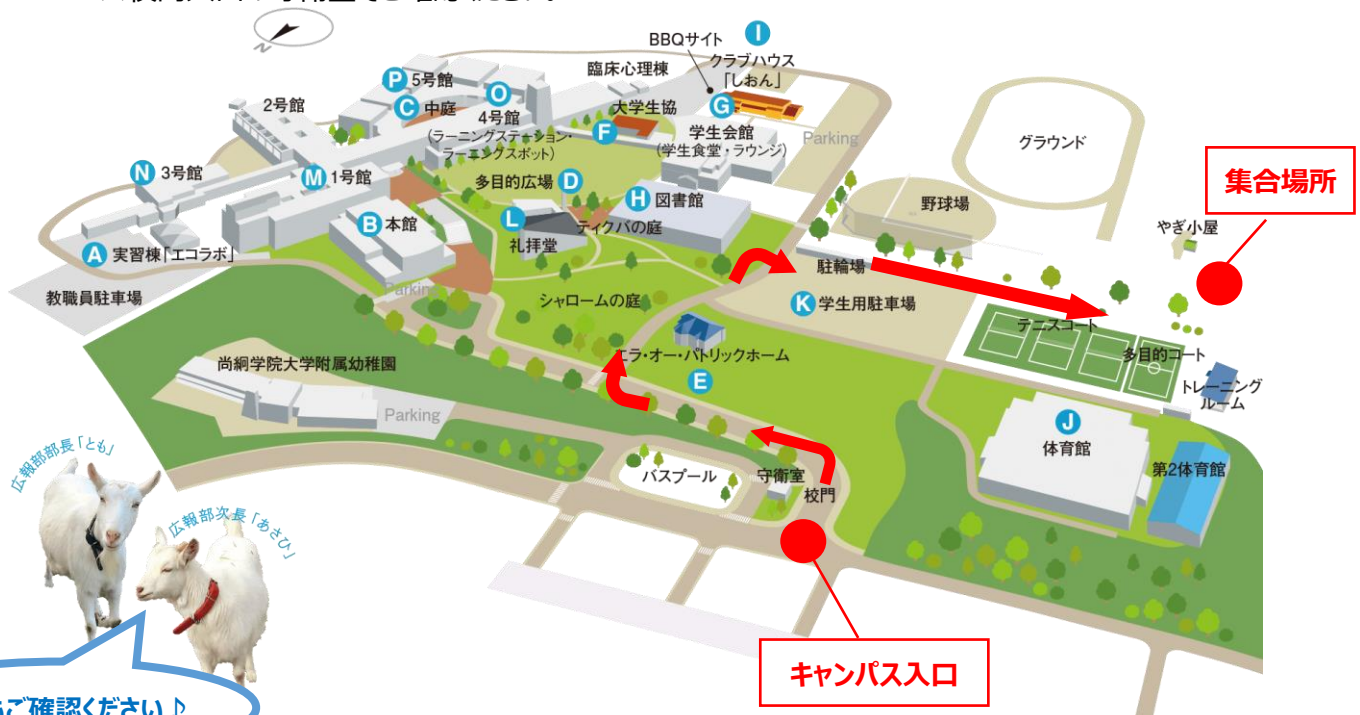 N
BBQサイト
I
クラブハウス
「しおん」
臨床心理棟
P 5号館
O
C 中庭
4号館
(ラーニングステーション・
ラーニングスポット)
大学生協
F
G
学生会館
(学生食堂・ラウンジ)
Parking
グラウンド
集合場所
2号館
N 3号館
M 1号館
多目的広場 D
H 図書館
野球場
やぎ小屋
B 本館
L
礼拝堂
ティクバの庭
A 実習棟「エコラボ」
駐輪場
教職員駐車場
Parking
シャロームの庭
K 学生用駐車場
テニスコート
多目的コート
エラ・オー・パトリックホーム
E
尚絅学院大学附属幼稚園
Parking
トレーニング
ルーム
J
体育館
第2体育館
バスプール
守衛室
校門
広報部部長「とも」
広報部次長「あさひ」
キャンパス入口
ご確認ください♪